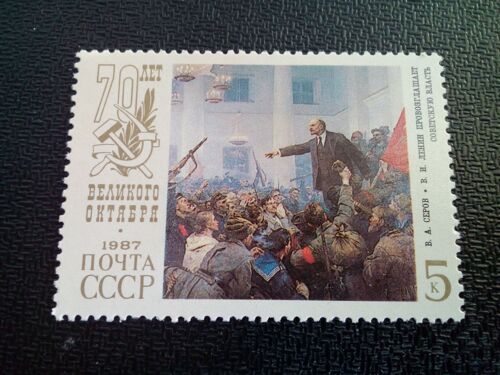 70 ЛЕТ
ВЕЛИКОГО
ОКТЯБРЯ
1987
ПОЧТА
СССР
В. А. СЕРОВ • В. И. ЛЕНИН ПРОВОЗГЛАШАЕТ
СОВЕТСКУЮ ВЛАСТЬ
5 К